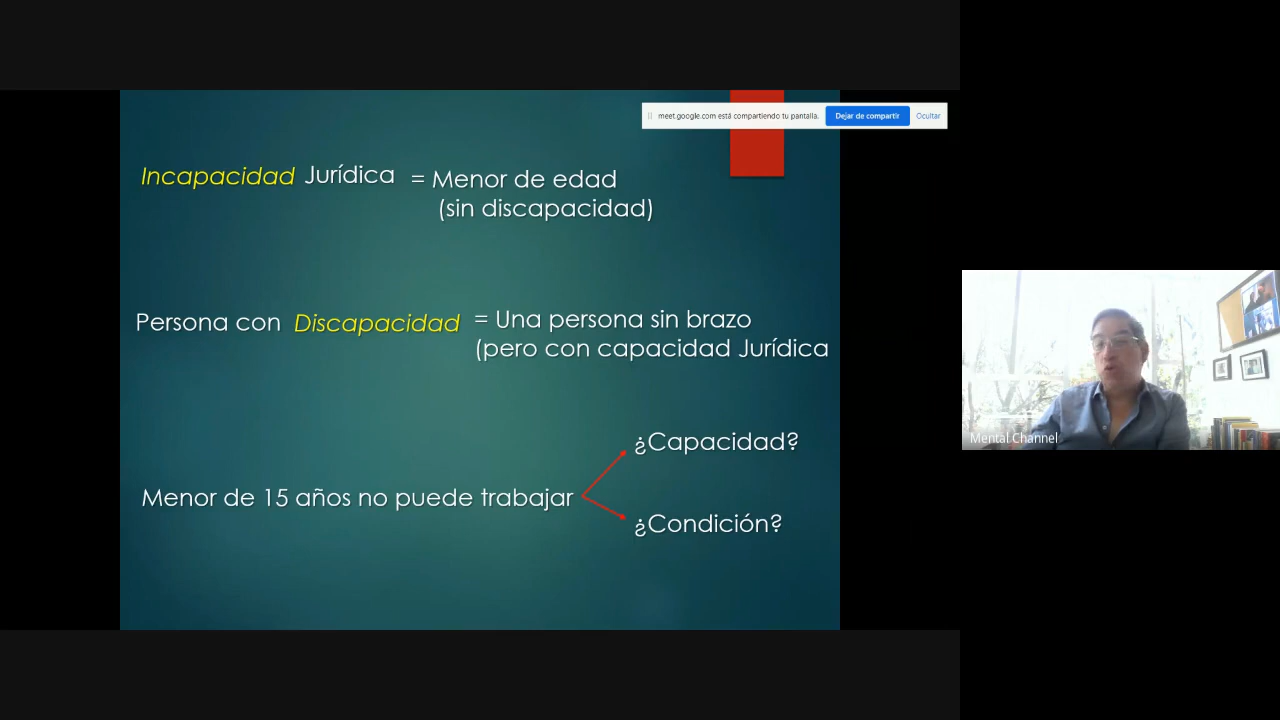 meet.google.com está compartiendo tu pantalla. Dejar de compartir Ocultar
Incapacidad Jurídica = Menor de edad
(sin discapacidad)
Persona con Discapacidad = Una persona sin brazo
(pero con capacidad Jurídica
¿Capacidad?
Menor de 15 años no puede trabajar
¿Condición?
Mental Channel